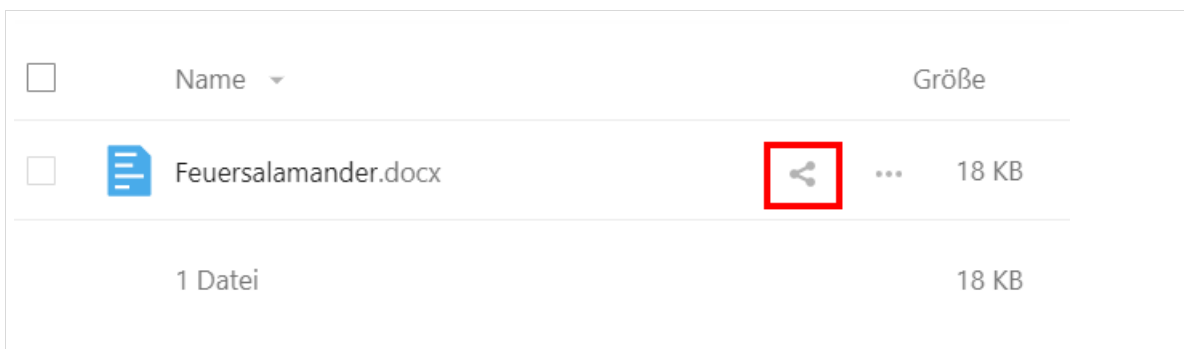 Name Größe
Feuersalamander.docx ... 18 KB
1 Datei 18 KB